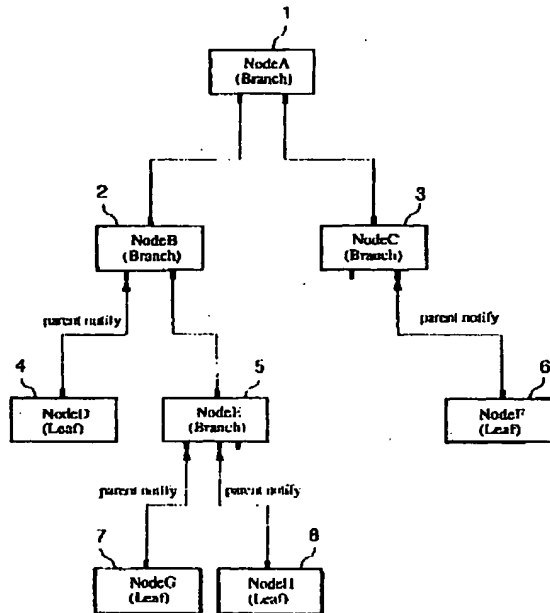 1
NodeA
(Branch)
2
3
NodeB
(Branch)
NodeC
(Branch)
parent notify
parent notify
4
5
6
NodeD
(Leaf)
NodeE
(Branch)
NodeF
(Leaf)
parent notify
parent notify
7
8
NodeG
(Leaf)
NodeH
(Leaf)